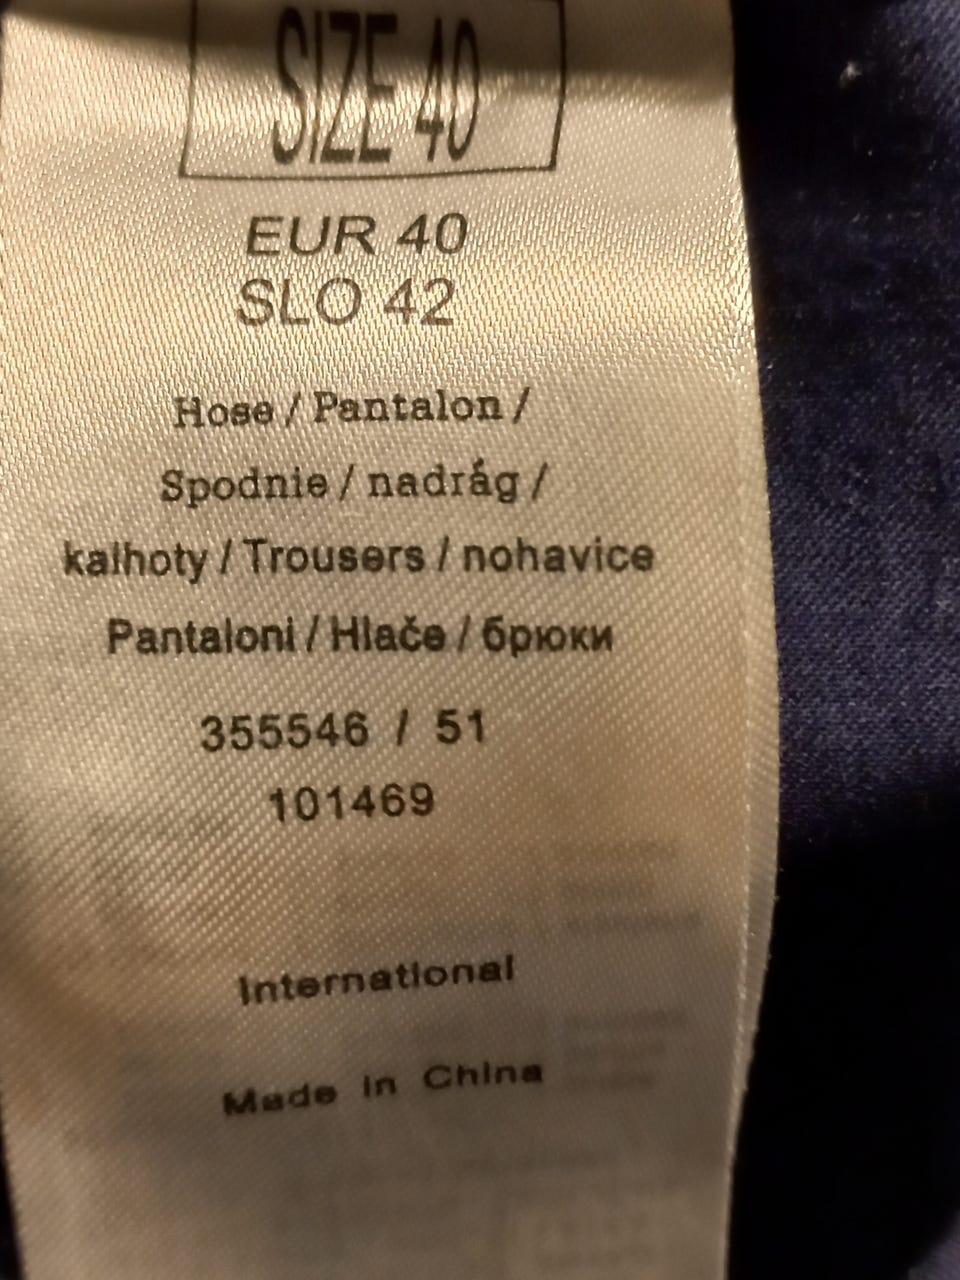 SIZE 40
EUR 40
SLO 42
Hose / Pantalon /
Spodnie / nadrág /
kalhoty / Trousers / nohavice
Pantaloni / Hlače / брюки
355546 / 51
101469
International
Made in China